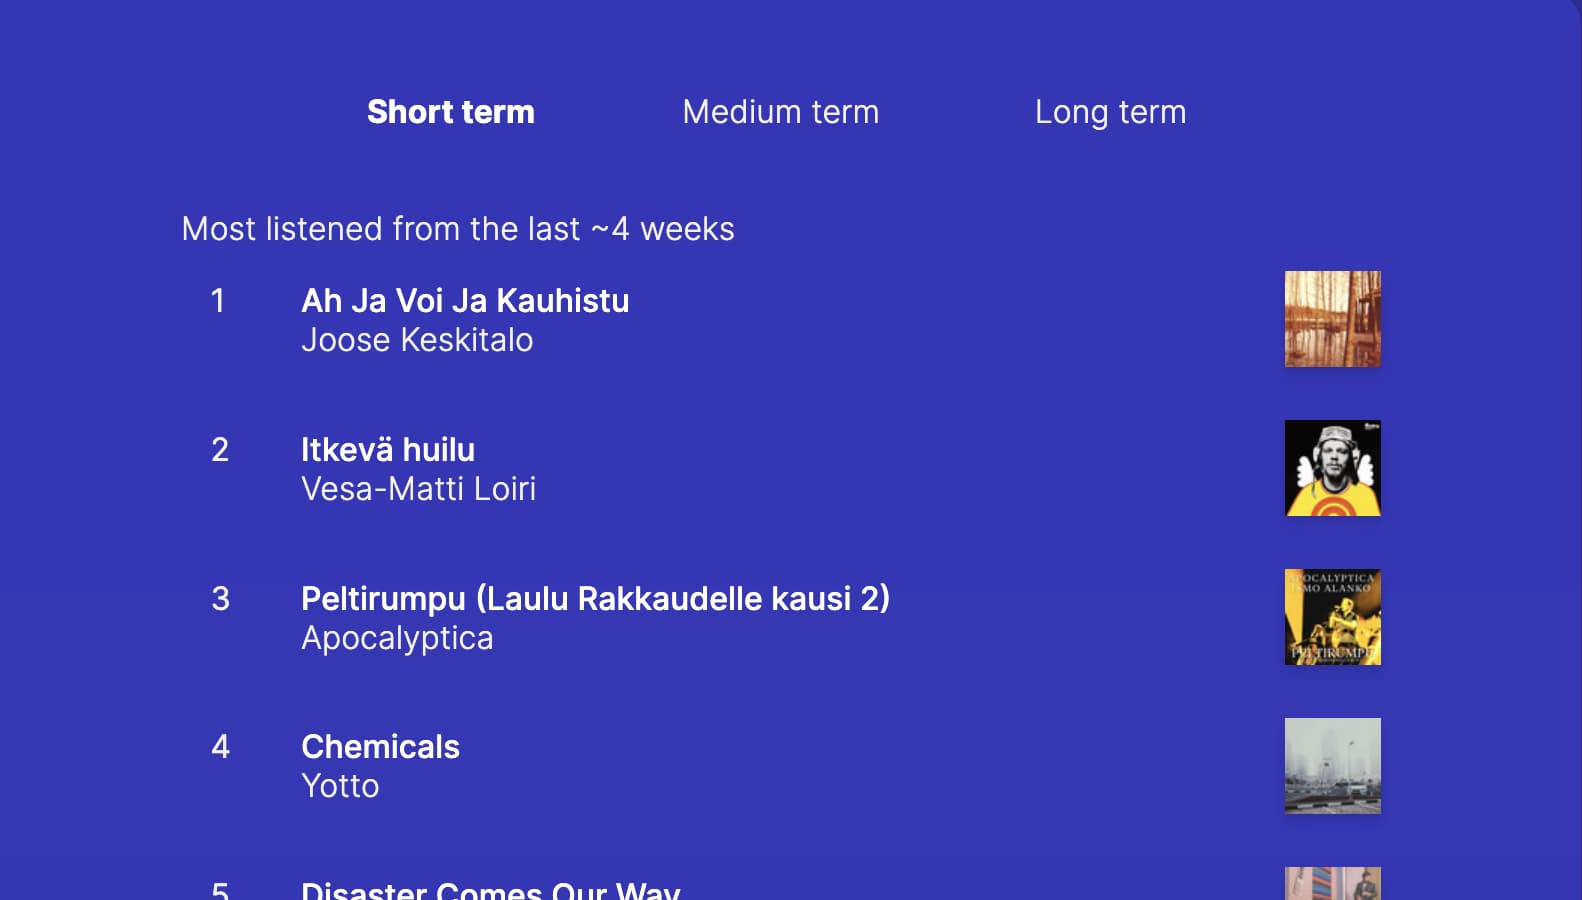 Short term
Medium term
Long term
Most listened from the last ~4 weeks
1
Ah Ja Voi Ja Kauhistu
Joose Keskitalo
2
Itkevä huilu
Vesa-Matti Loiri
3
Peltirumpu (Laulu Rakkaudelle kausi 2)
Apocalyptica
APOCALYPTICA
ISMO ALANKO
PELTIRUMPU
4
Chemicals
Yotto
5
Disaster Comes Our Way